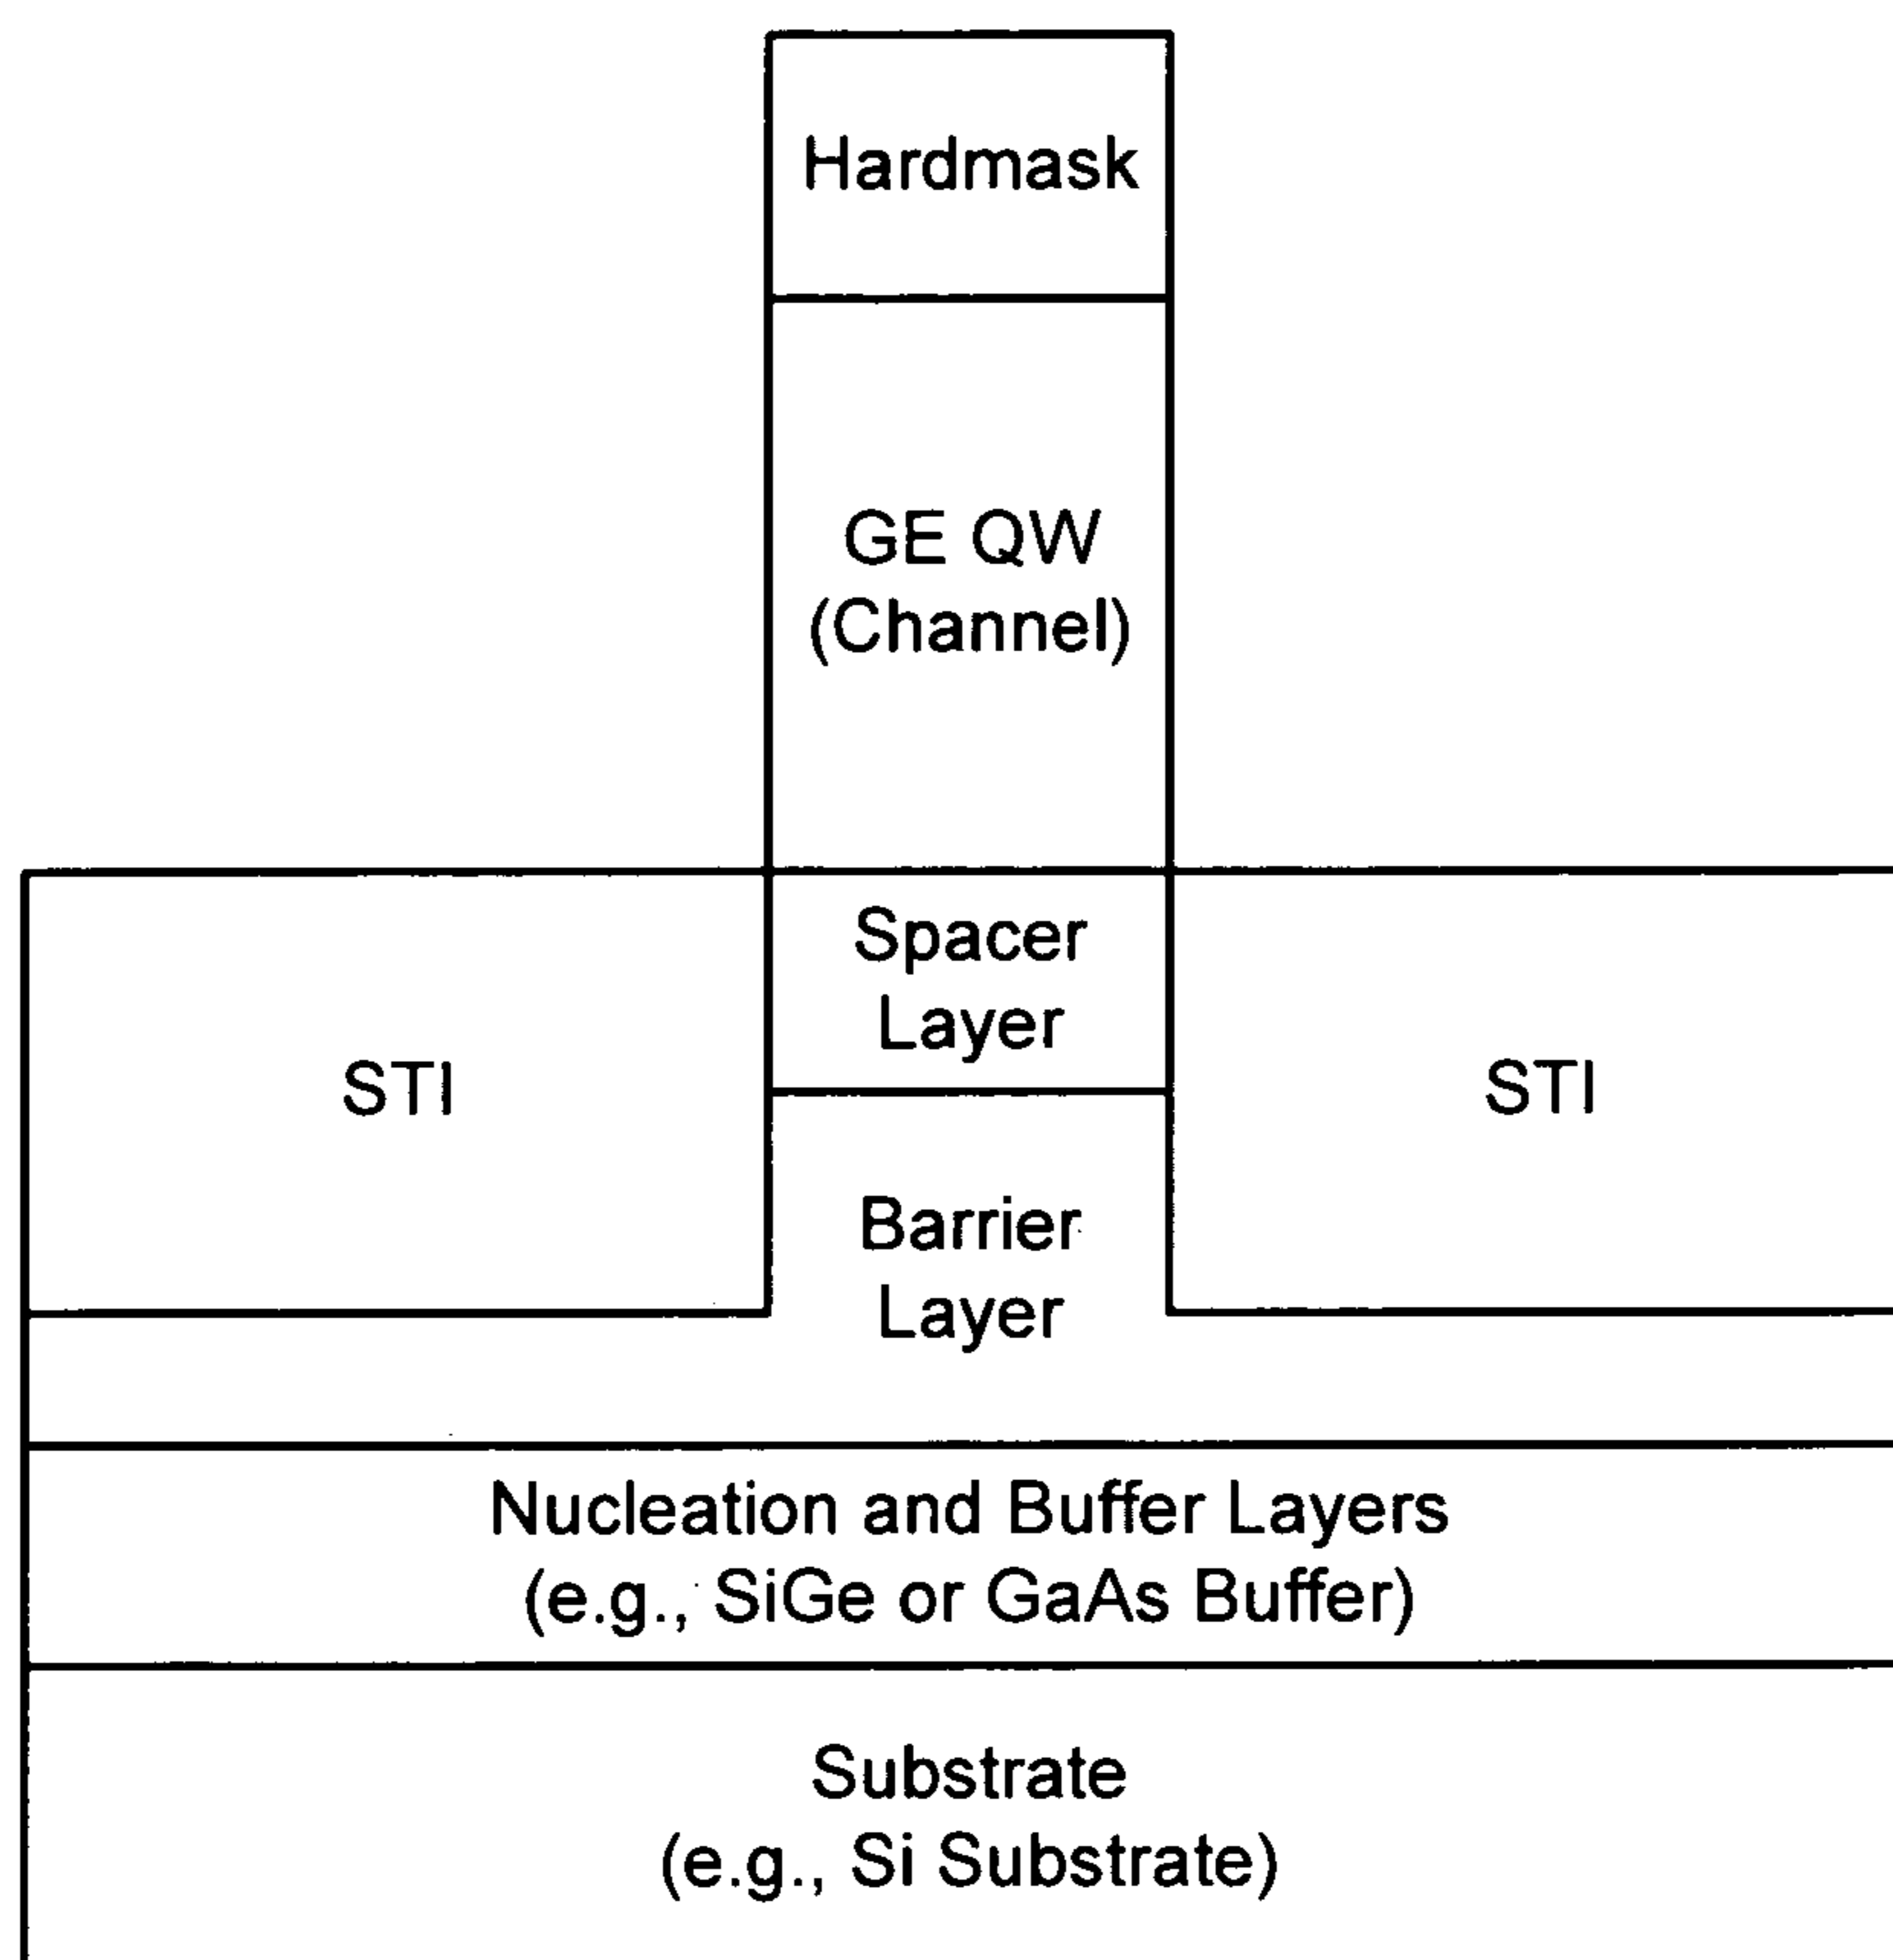 Hardmask
GE QW
(Channel)
Spacer
Layer
STI
STI
Barrier
Layer
Nucleation and Buffer Layers
(e.g., SiGe or GaAs Buffer)
Substrate
(e.g., Si Substrate)